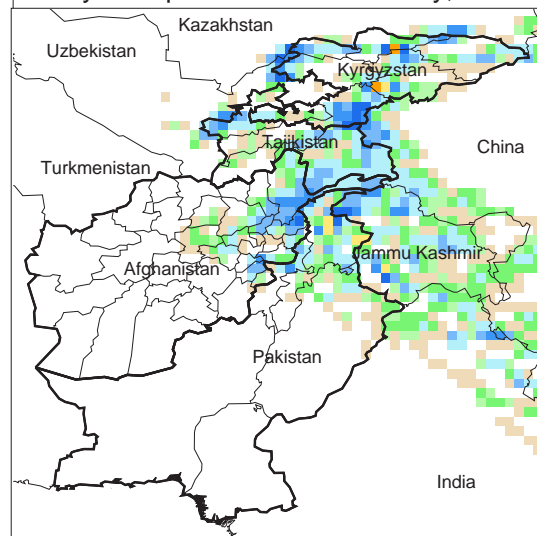 Kazakhstan
Uzbekistan
Kyrgyzstan
Tajikistan
China
Turkmenistan
Jammu Kashmir
Afghanistan
Pakistan
India